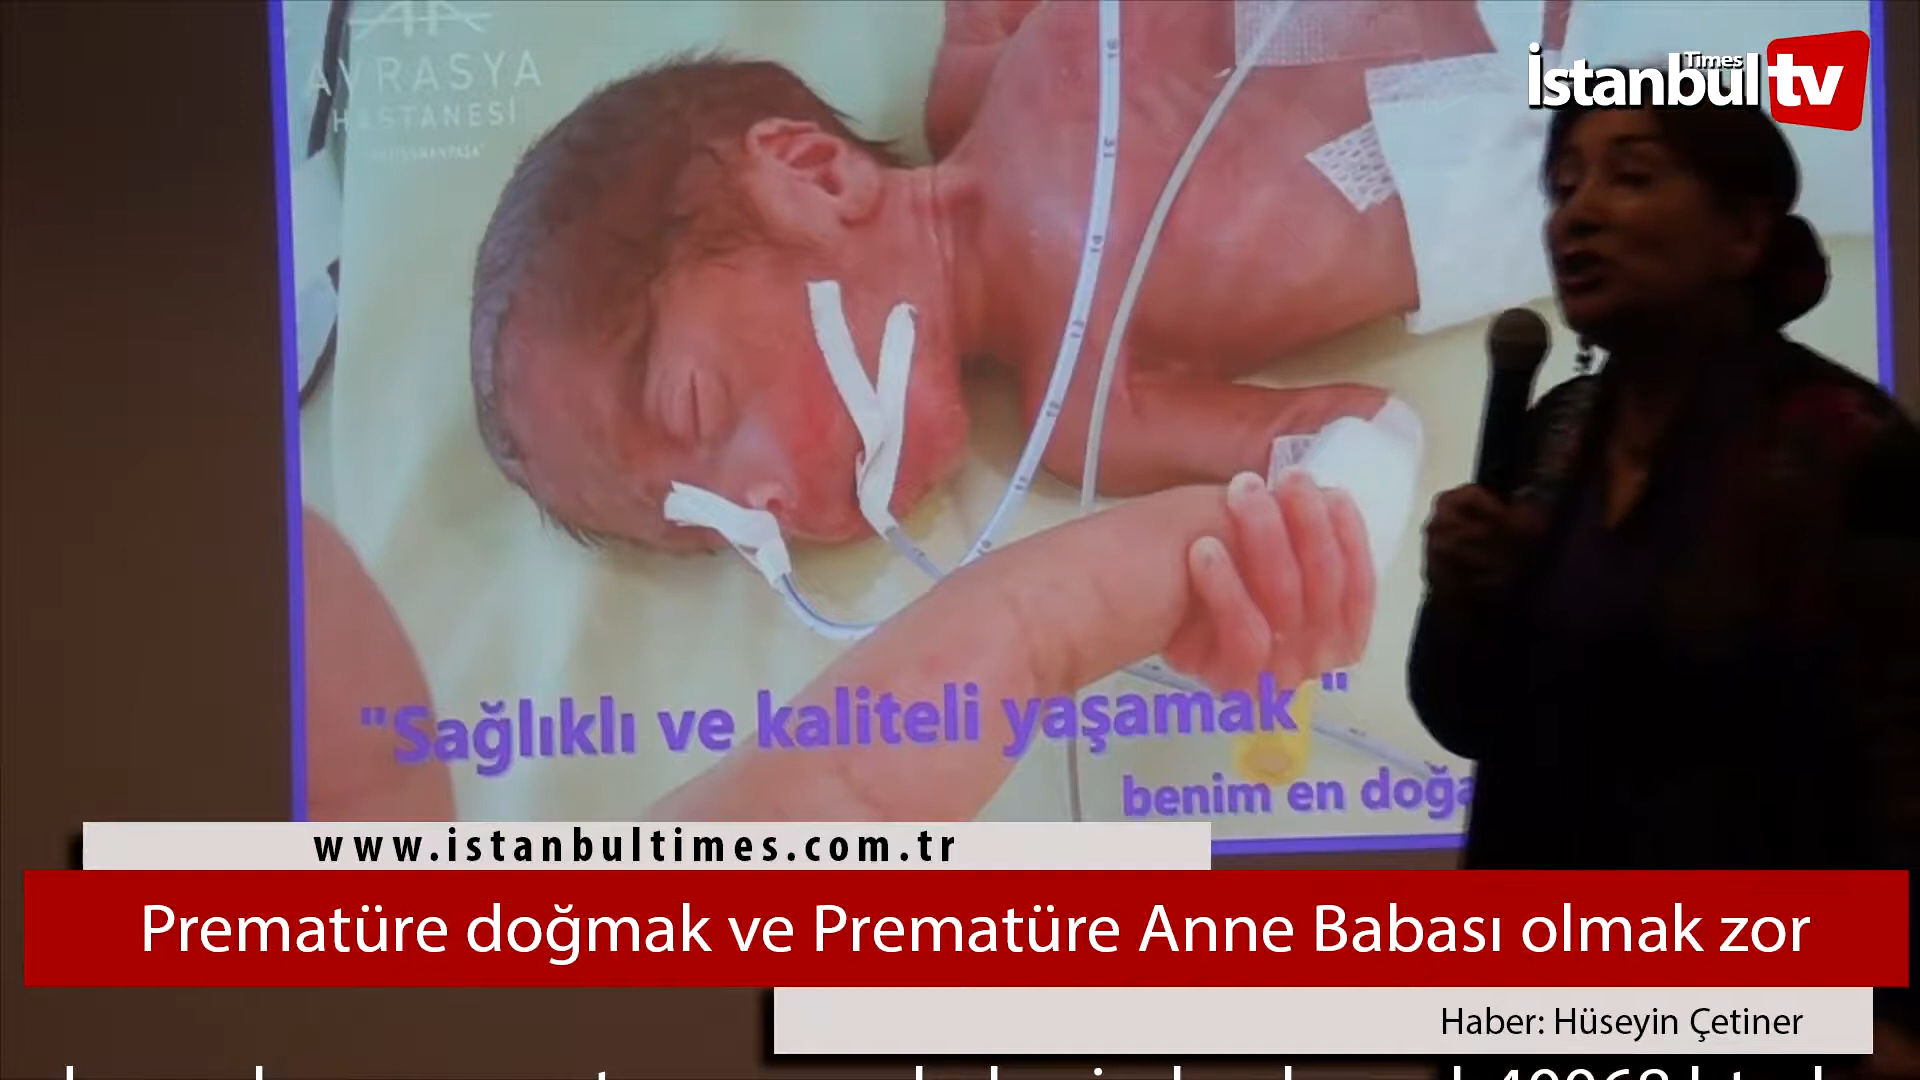 AVRASYA
HASTANESİ
İstanbul Times tv
"Sağlıklı ve kaliteli yaşamak "
benim en doğa
www.istanbultimes.com.tr
Prematüre doğmak ve Prematüre Anne Babası olmak zor
Haber: Hüseyin Çetiner